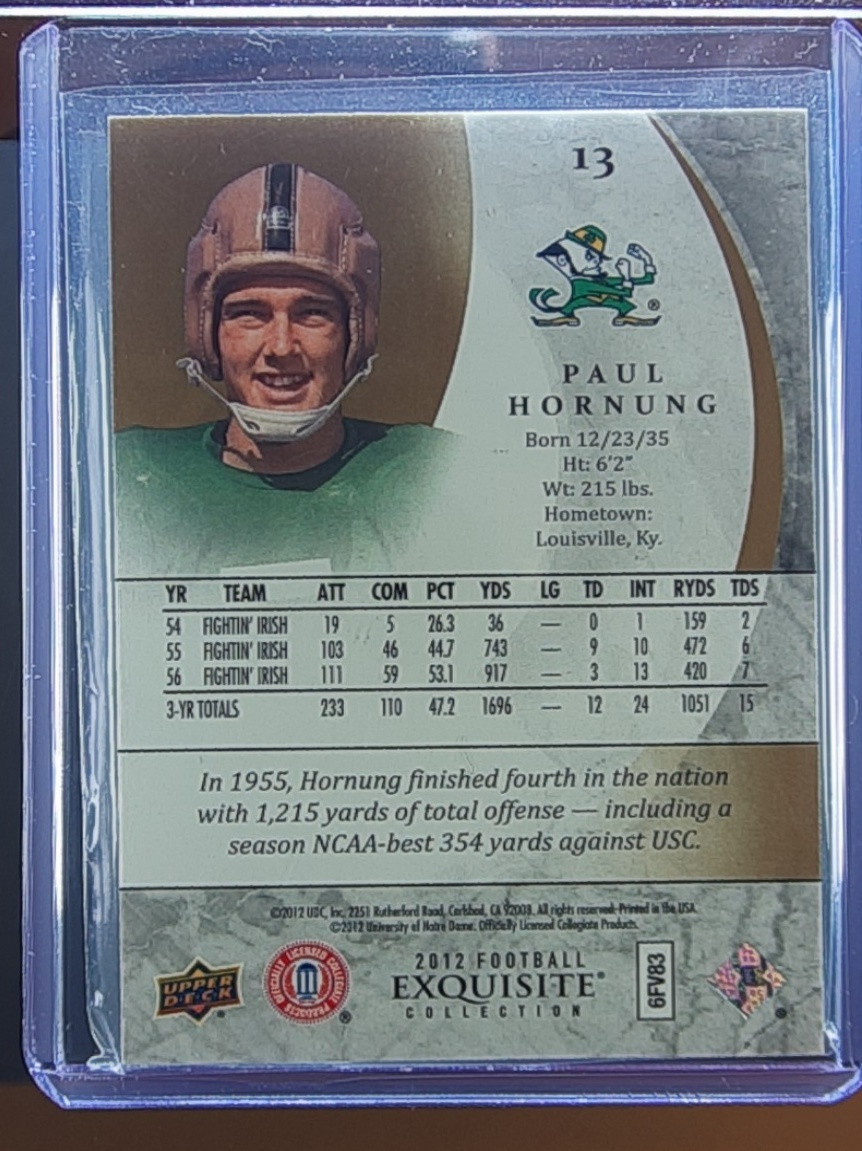 13
®
PAUL
HORNUNG
Born 12/23/35
Ht: 6'2"
Wt: 215 lbs.
Hometown:
Louisville, Ky.
YR TEAM ATT COM PCT YDS LG TD INT RYDS TDS
54 FIGHTIN' IRISH 19 5 26.3 36 — 0 1 159 2
55 FIGHTIN' IRISH 103 46 44.7 743 — 9 10 472 6
56 FIGHTIN' IRISH 111 59 53.1 917 — 3 13 420 7
3-YR TOTALS 233 110 47.2 1696 — 12 24 1051 15
In 1955, Hornung finished fourth in the nation
with 1,215 yards of total offense — including a
season NCAA-best 354 yards against USC.
©2012 UDC, Inc. 2251 Rutherford Road, Carlsbad, CA 92008. All rights reserved. Printed in the USA.
©2012 University of Notre Dame. Officially Licensed Collegiate Products.
UPPER
DECK
OFFICIALLY LICENSED COLLEGIATE PRODUCTS
®
2012 FOOTBALL
EXQUISITE®
COLLECTION
6FV83